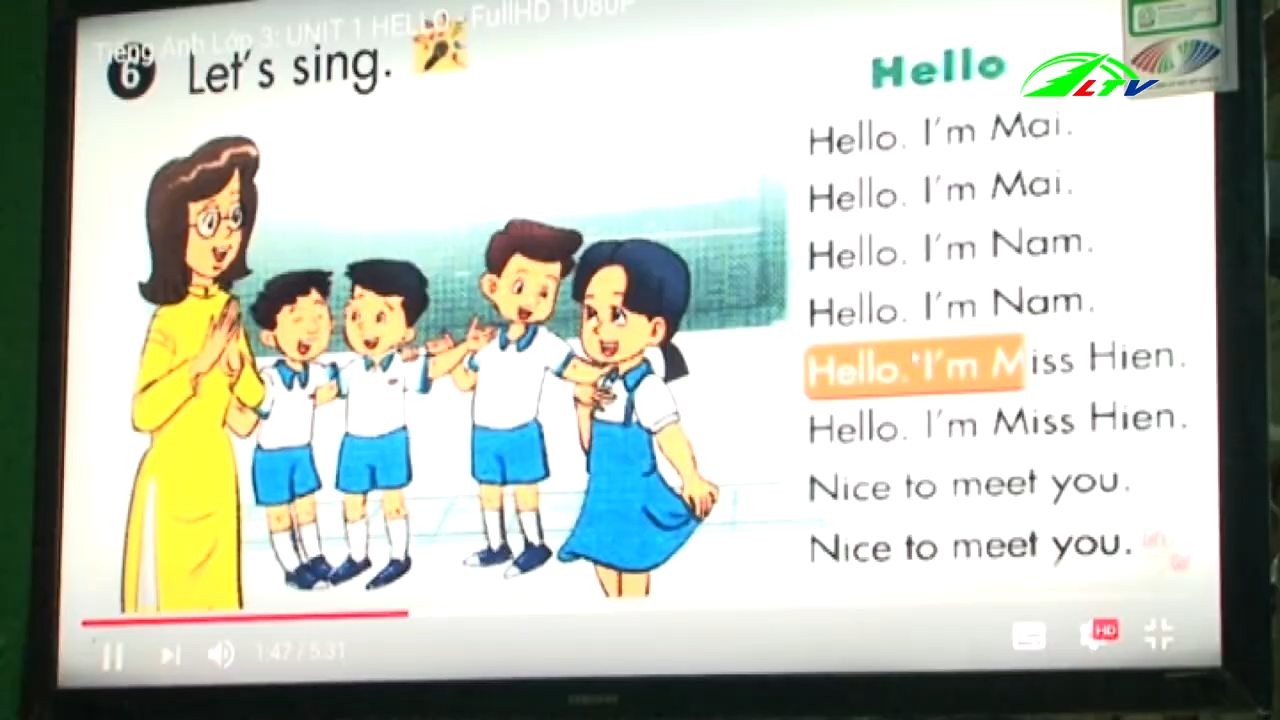 Tiếng Anh Lớp 3: UNIT 1 HELLO - FullHD 1080P
6 Let's sing.
Hello
LTV
Hello. I'm Mai.
Hello. I'm Mai.
Hello. I'm Nam.
Hello. I'm Nam.
Hello. I'm Miss Hien.
Hello. I'm Miss Hien.
Nice to meet you.
Nice to meet you.
1:47 / 5:31
HD